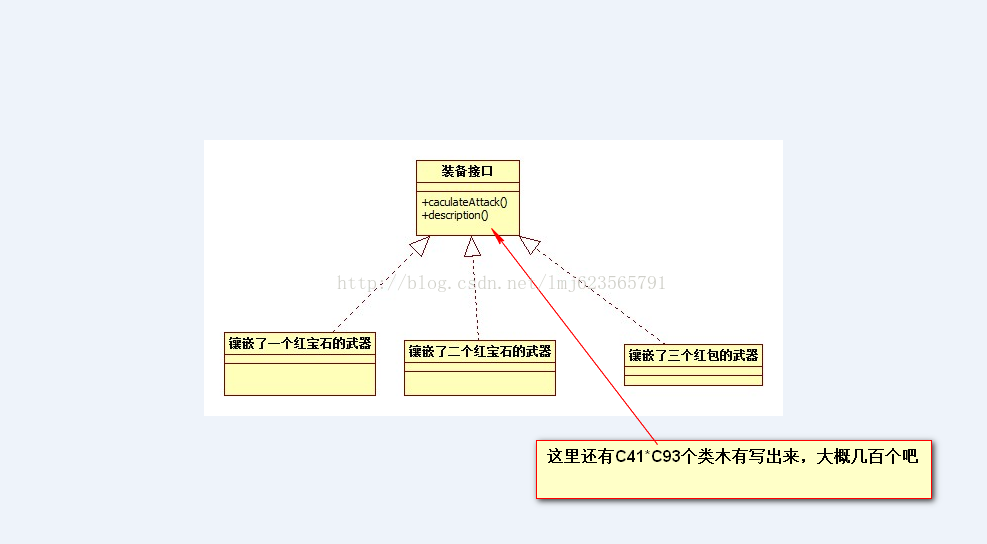 装备接口
+caculateAttack()
+description()
http://blog.csdn.net/lmj623565791
镶嵌了一个红宝石的武器
镶嵌了二个红宝石的武器
镶嵌了三个红包的武器
这里还有C41*C93个类木有写出来，大概几百个吧